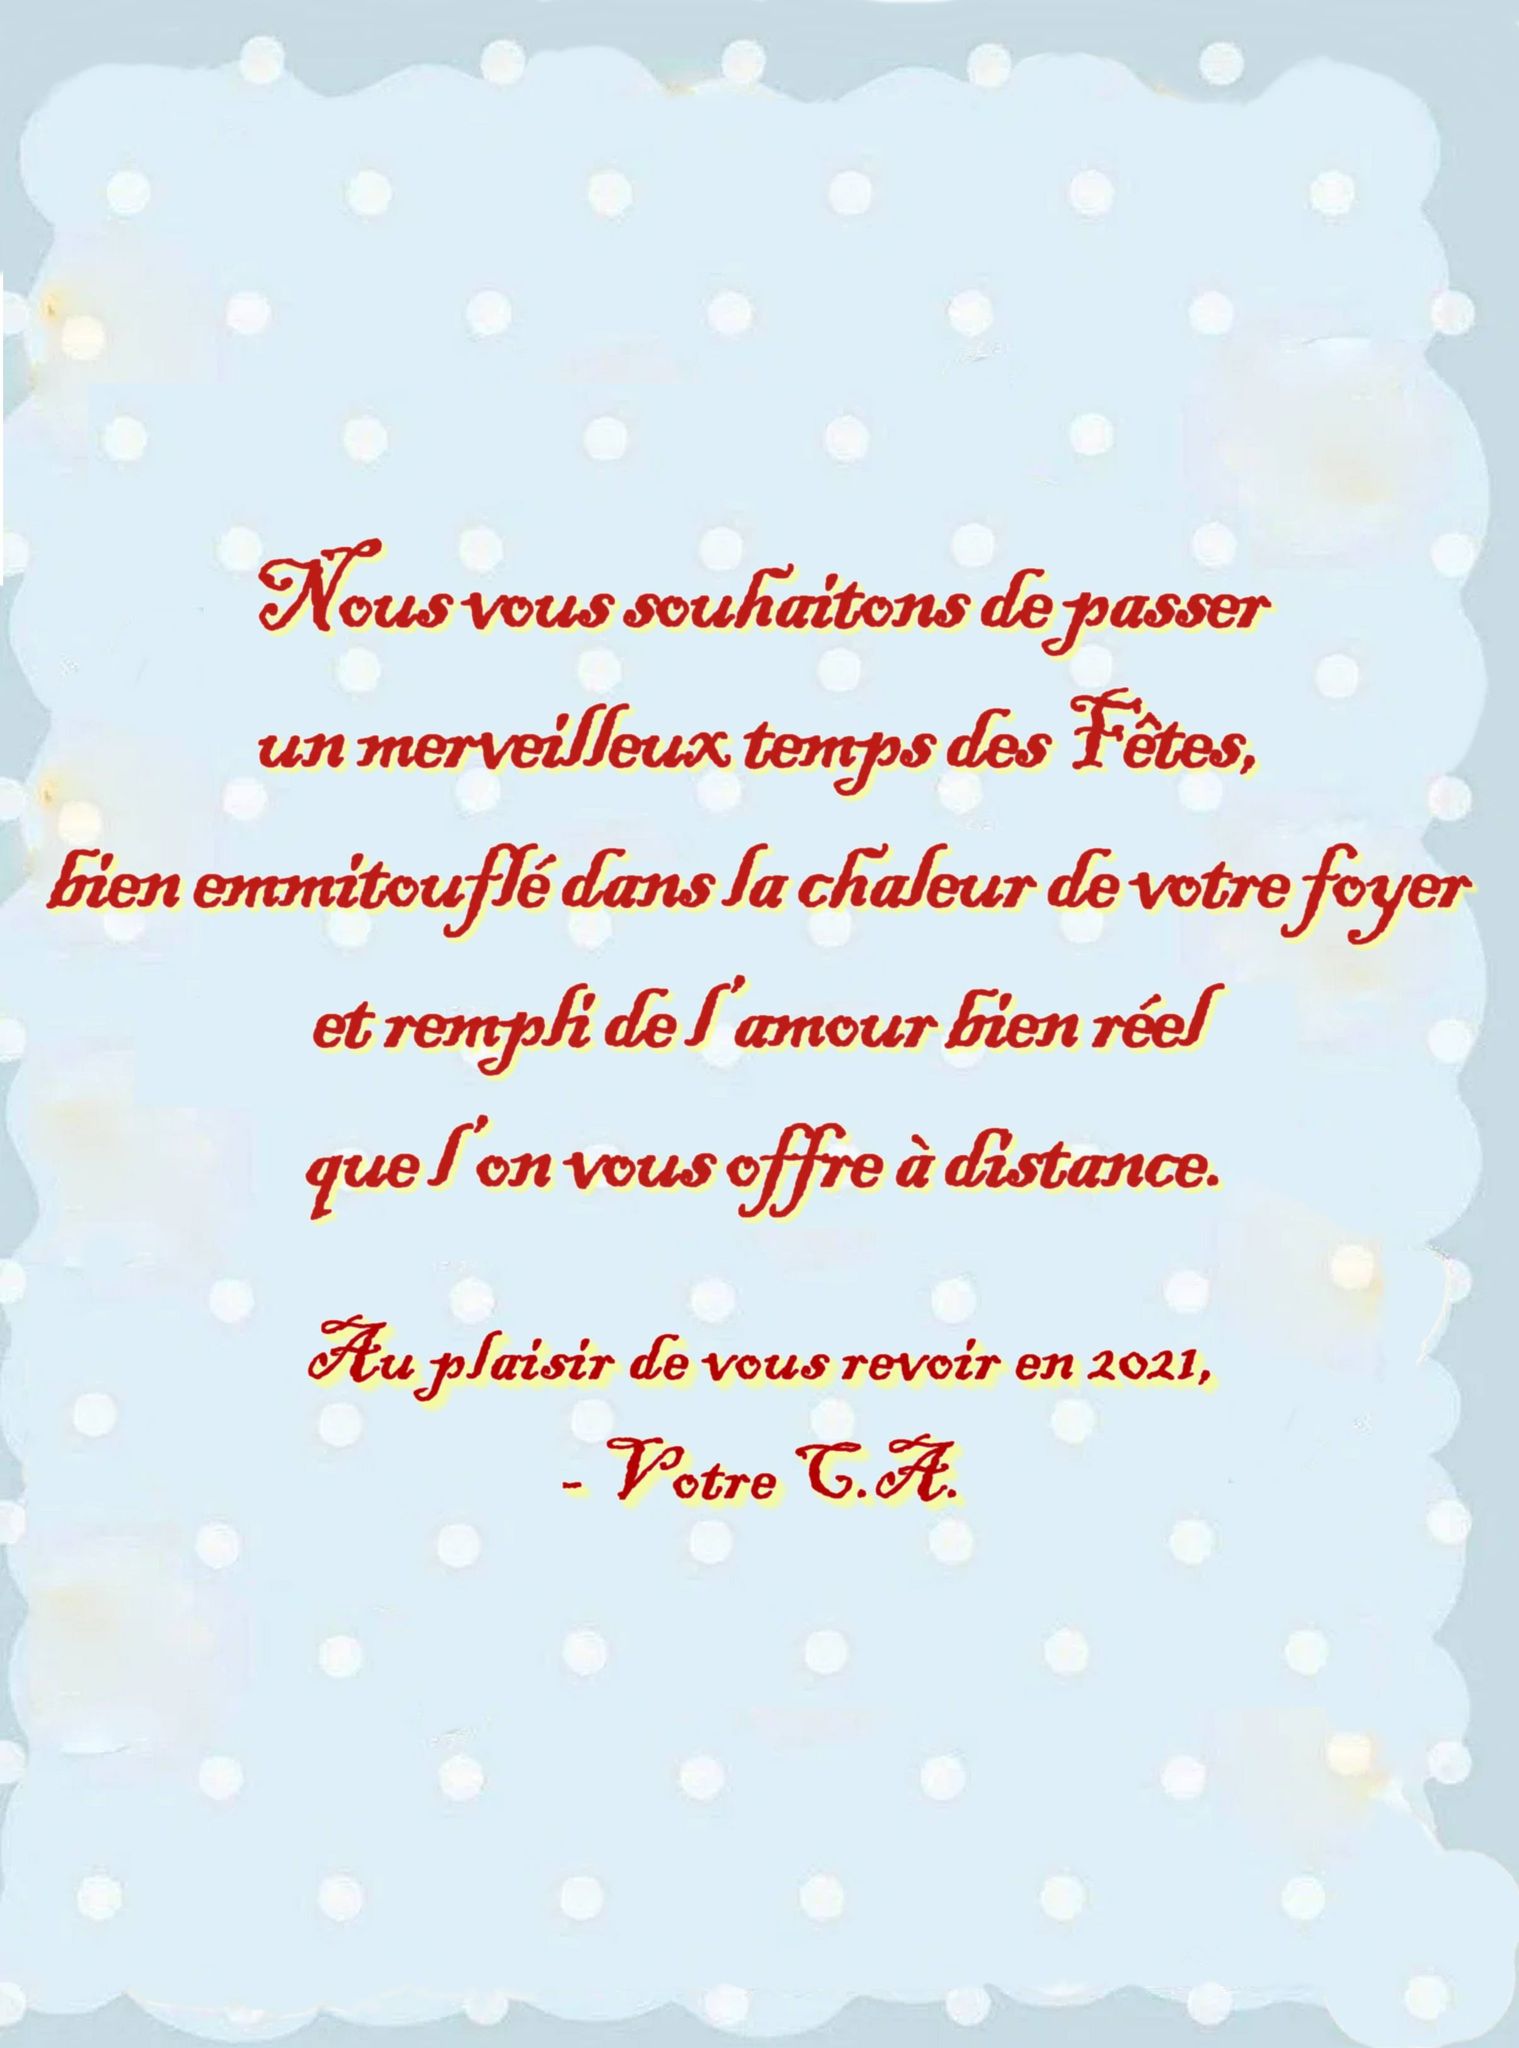 Nous vous souhaitons de passer
un merveilleux temps des Fêtes,
bien emmitouflé dans la chaleur de votre foyer
et rempli de l'amour bien réel
que l'on vous offre à distance.
Au plaisir de vous revoir en 2021,
- Votre C.A.